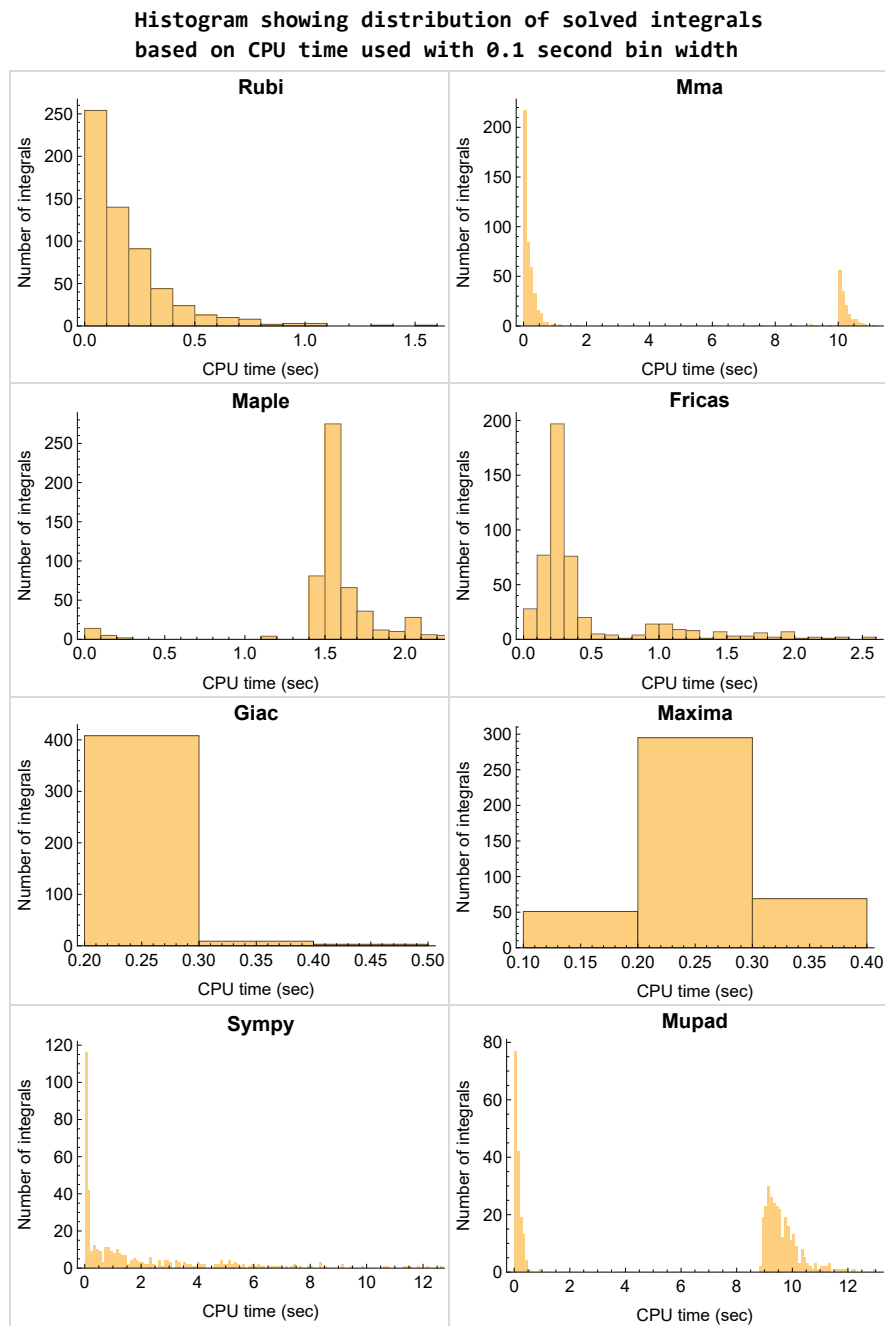 Histogram showing distribution of solved integrals
based on CPU time used with 0.1 second bin width
Rubi
Number of integrals
250
200
150
100
50
0
0.0 0.5 1.0 1.5
CPU time (sec)
Mma
Number of integrals
200
150
100
50
0
0 2 4 6 8 10
CPU time (sec)
Maple
Number of integrals
250
200
150
100
50
0
0.0 0.5 1.0 1.5 2.0
CPU time (sec)
Fricas
Number of integrals
200
150
100
50
0
0.0 0.5 1.0 1.5 2.0 2.5
CPU time (sec)
Giac
Number of integrals
400
300
200
100
0
0.20 0.25 0.30 0.35 0.40 0.45 0.50
CPU time (sec)
Maxima
Number of integrals
300
250
200
150
100
50
0
0.10 0.15 0.20 0.25 0.30 0.35 0.40
CPU time (sec)
Sympy
Number of integrals
120
100
80
60
40
20
0
0 2 4 6 8 10 12
CPU time (sec)
Mupad
Number of integrals
80
60
40
20
0
0 2 4 6 8 10 12
CPU time (sec)